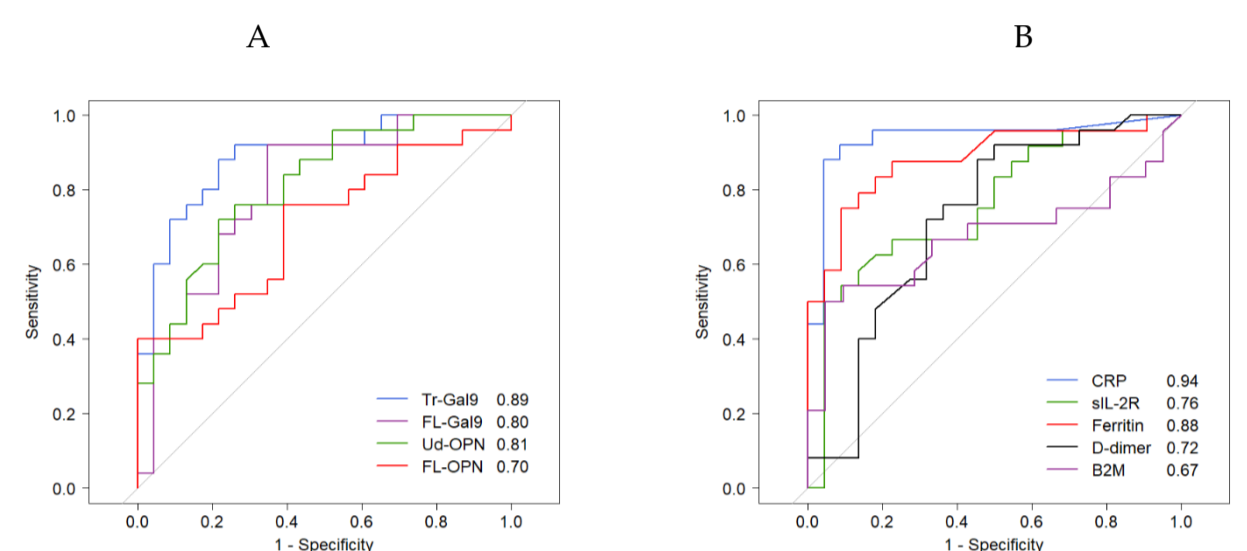 A
B
1.0
0.8
0.6
0.4
0.2
0.0
Sensitivity
0.0 0.2 0.4 0.6 0.8 1.0
1 - Specificity
Tr-Gal9 0.89
FL-Gal9 0.80
Ud-OPN 0.81
FL-OPN 0.70
1.0
0.8
0.6
0.4
0.2
0.0
Sensitivity
0.0 0.2 0.4 0.6 0.8 1.0
1 - Specificity
CRP 0.94
sIL-2R 0.76
Ferritin 0.88
D-dimer 0.72
B2M 0.67